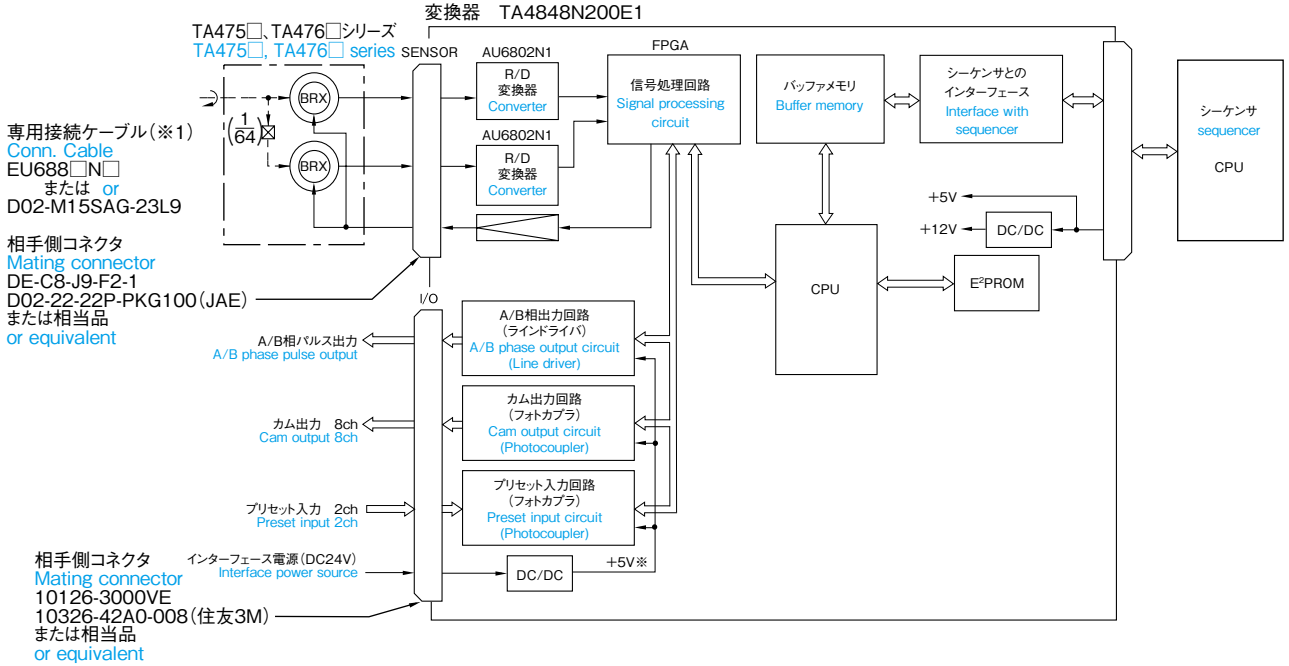 変換器　TA4848N200E1
TA475□、TA476□シリーズ
TA475□, TA476□ series
SENSOR
AU6802N1
R/D
変換器
Converter
AU6802N1
R/D
変換器
Converter
FPGA
信号処理回路
Signal processing
circuit
バッファメモリ
Buffer memory
シーケンサとの
インターフェース
Interface with
sequencer
シーケンサ
sequencer
CPU
BRX
(1/64)
BRX
専用接続ケーブル(※1)
Conn. Cable
EU688□N□
または or
D02-M15SAG-23L9
相手側コネクタ
Mating connector
DE-C8-J9-F2-1
D02-22-22P-PKG100(JAE)
または相当品
or equivalent
+5V
+12V
DC/DC
CPU
E²PROM
I/O
A/B相パルス出力
A/B phase pulse output
A/B相出力回路
(ラインドライバ)
A/B phase output circuit
(Line driver)
カム出力　8ch
Cam output 8ch
カム出力回路
(フォトカプラ)
Cam output circuit
(Photocoupler)
プリセット入力　2ch
Preset input 2ch
プリセット入力回路
(フォトカプラ)
Preset input circuit
(Photocoupler)
インターフェース電源(DC24V)
Interface power source
DC/DC
+5V※
相手側コネクタ
Mating connector
10126-3000VE
10326-42A0-008(住友3M)
または相当品
or equivalent